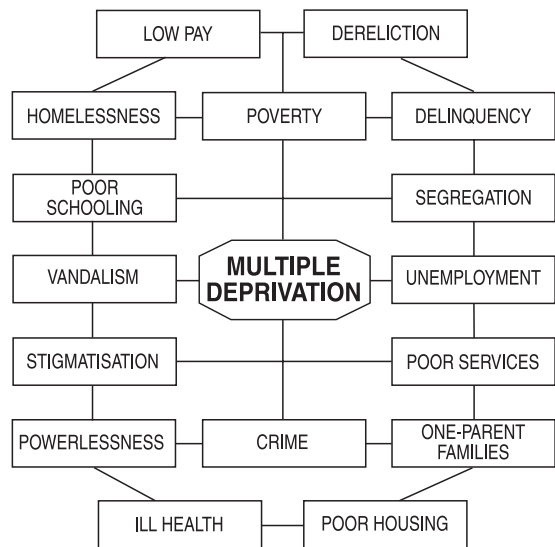 LOW PAY
DERELICTION
HOMELESSNESS
POVERTY
DELINQUENCY
POOR
SCHOOLING
SEGREGATION
VANDALISM
MULTIPLE
DEPRIVATION
UNEMPLOYMENT
STIGMATISATION
POOR SERVICES
POWERLESSNESS
CRIME
ONE-PARENT
FAMILIES
ILL HEALTH
POOR HOUSING